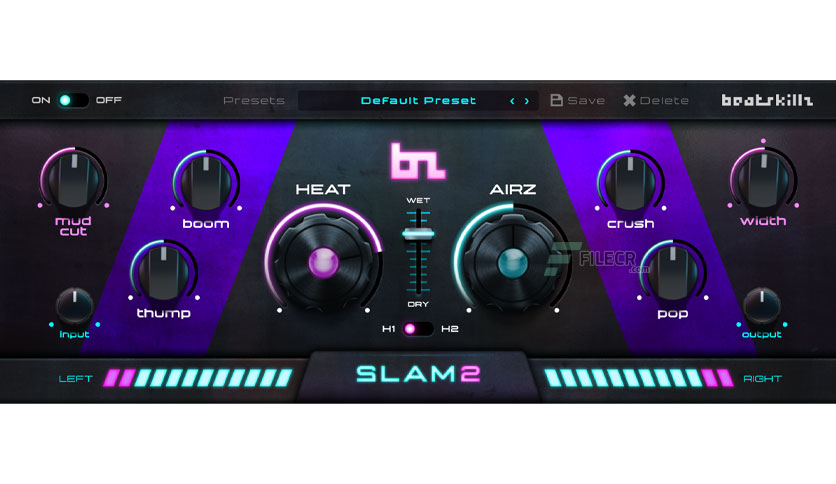 ON OFF Presets Default Preset < > Save Delete beatskillz
mud cut
boom
HEAT
bz
WET
AIRZ
crush
width
thump
FILECR
.com
pop
input
DRY
output
H1 H2
LEFT SLAM2 RIGHT